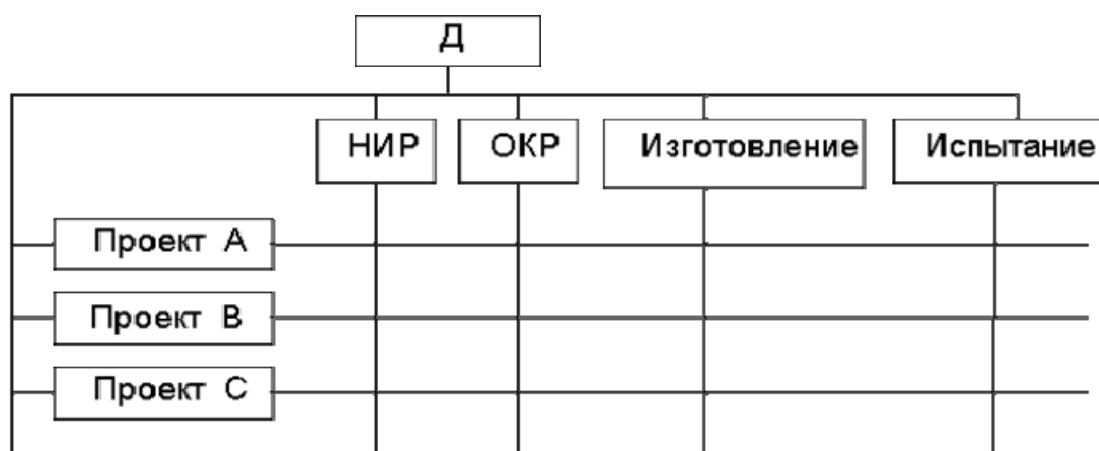 Д
НИР
ОКР
Изготовление
Испытание
Проект А
Проект В
Проект С